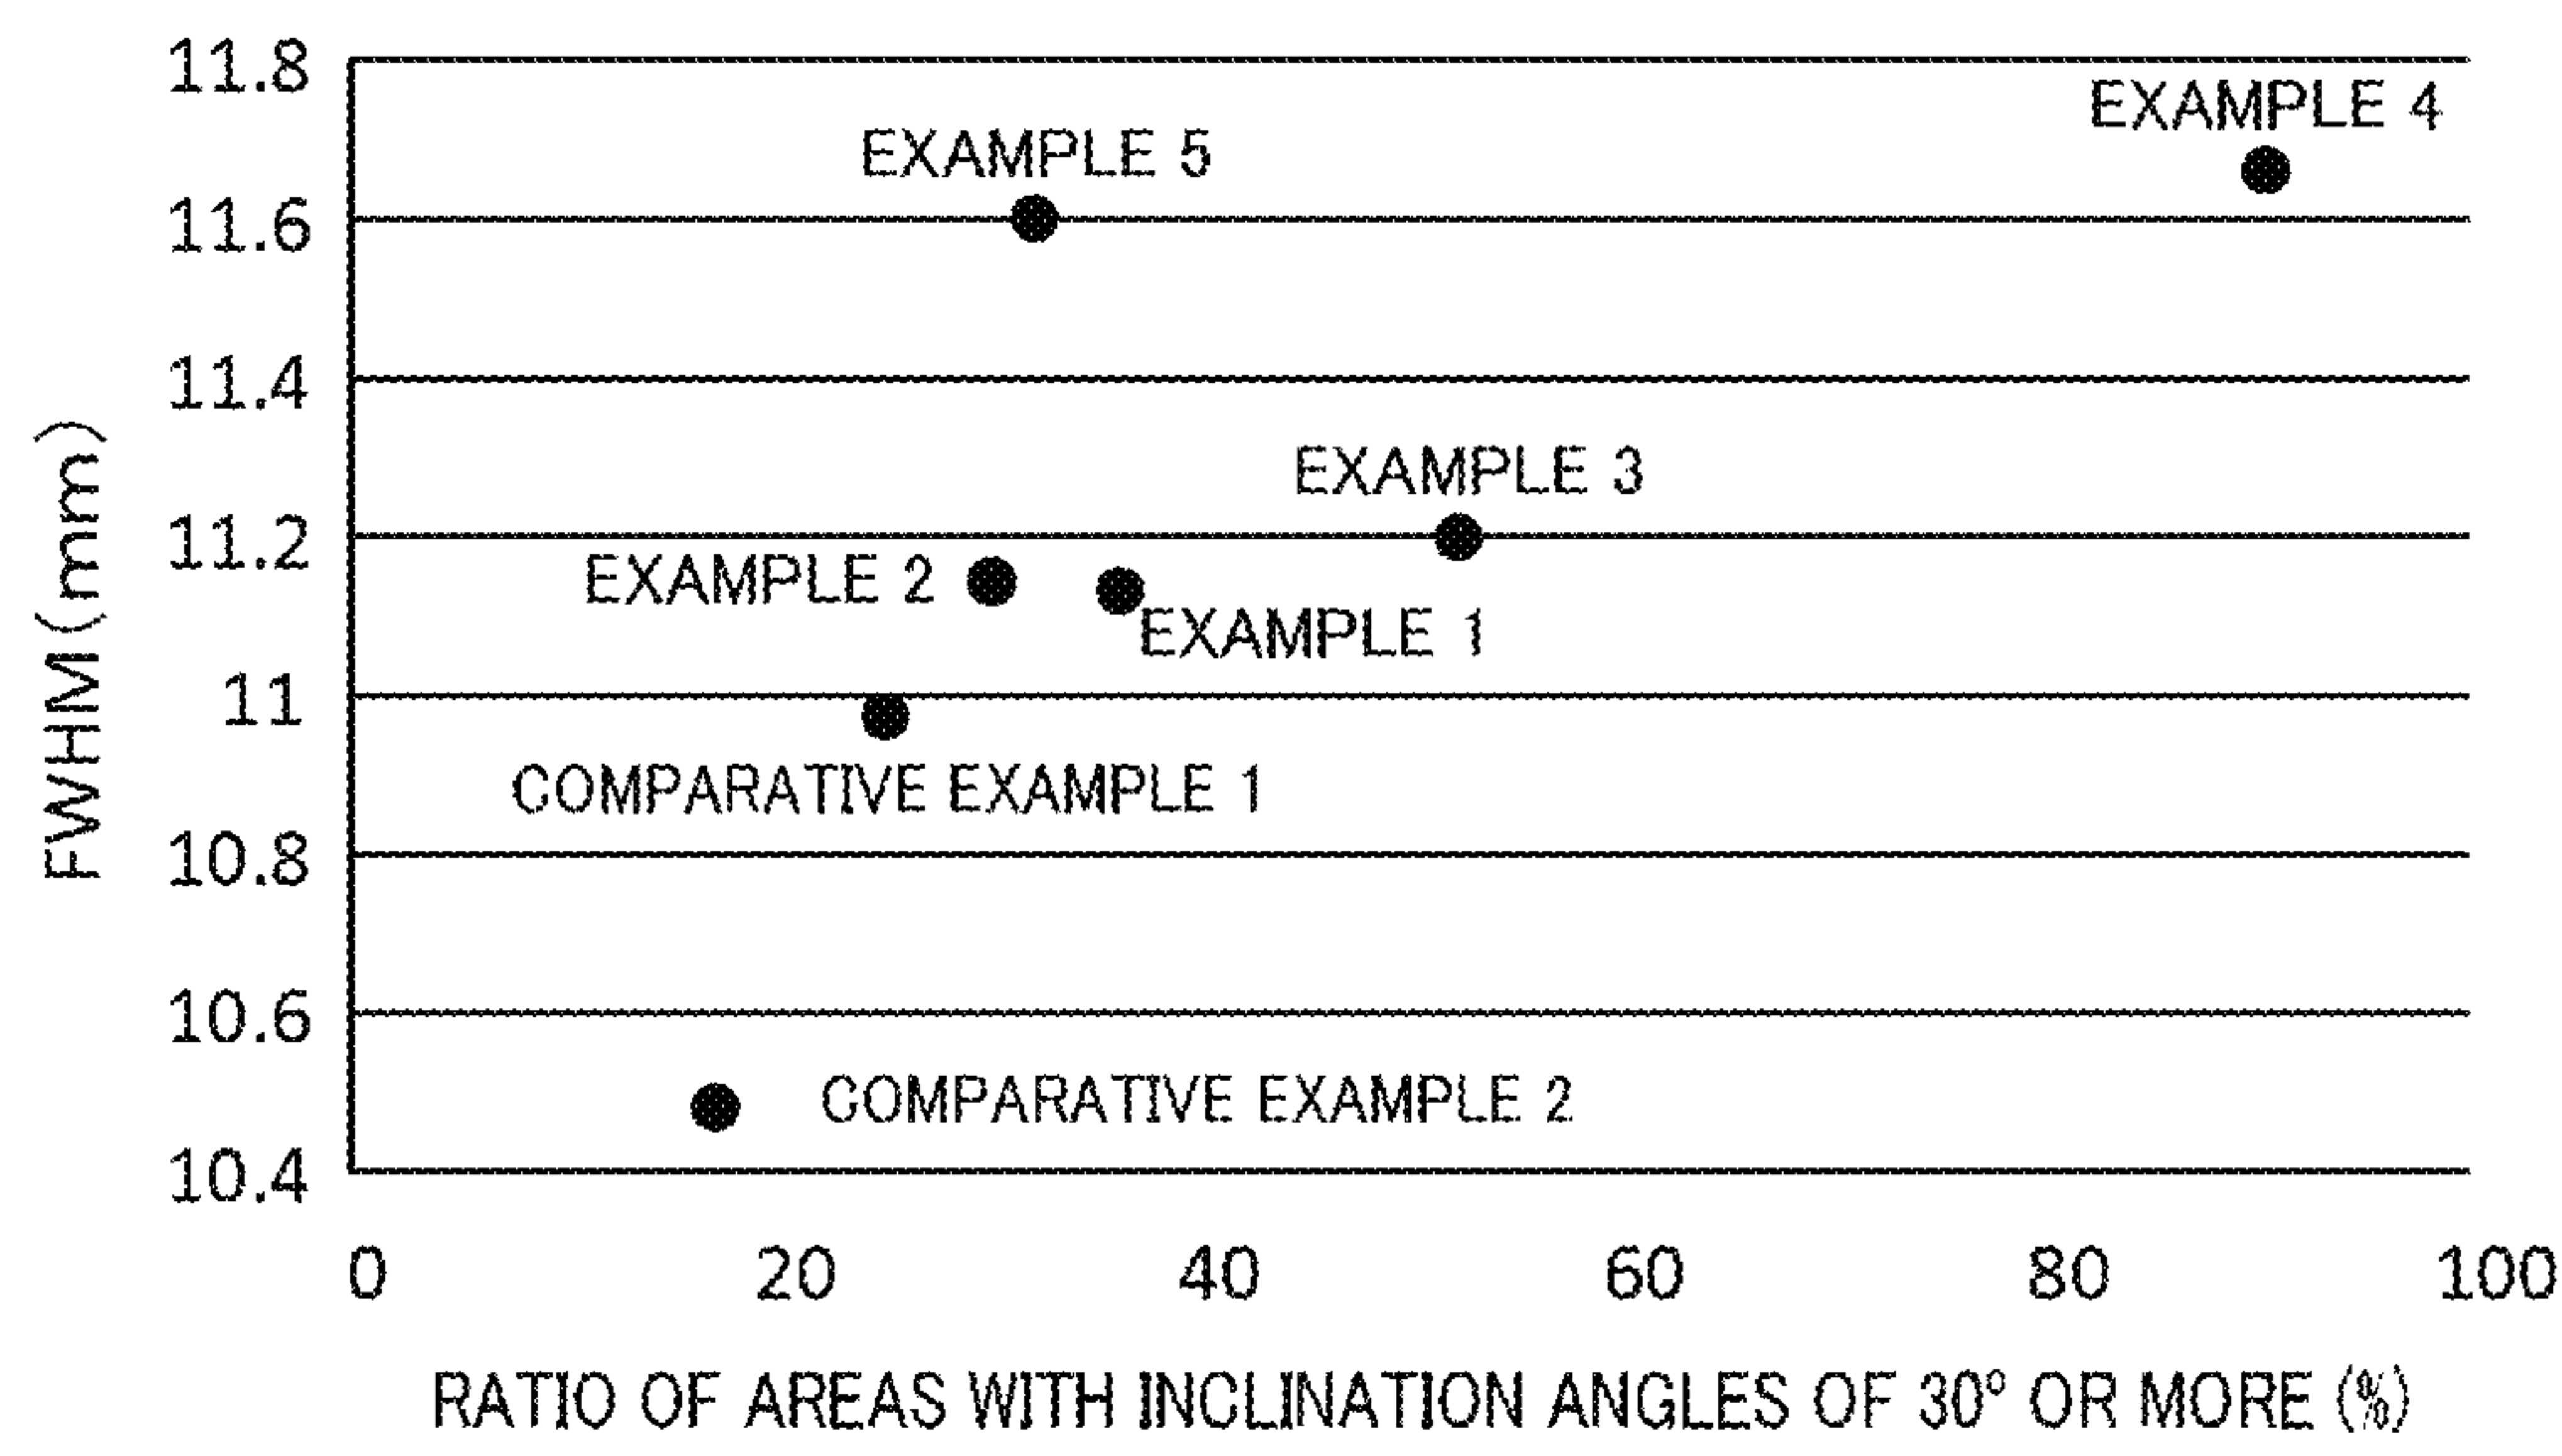 11.8
EXAMPLE 4
EXAMPLE 5
11.6
11.4
EXAMPLE 3
11.2
EXAMPLE 2
EXAMPLE 1
11
COMPARATIVE EXAMPLE 1
10.8
10.6
COMPARATIVE EXAMPLE 2
10.4
FWHM(mm)
0 20 40 60 80 100
RATIO OF AREAS WITH INCLINATION ANGLES OF 30° OR MORE (%)